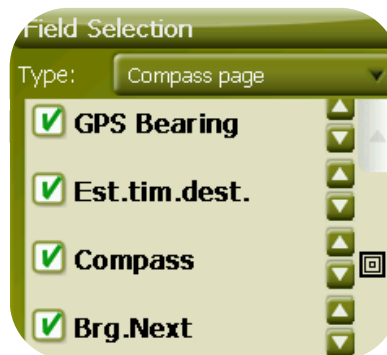 Field Selection
Type: Compass page
GPS Bearing
Est.tim.dest.
Compass
Brg.Next